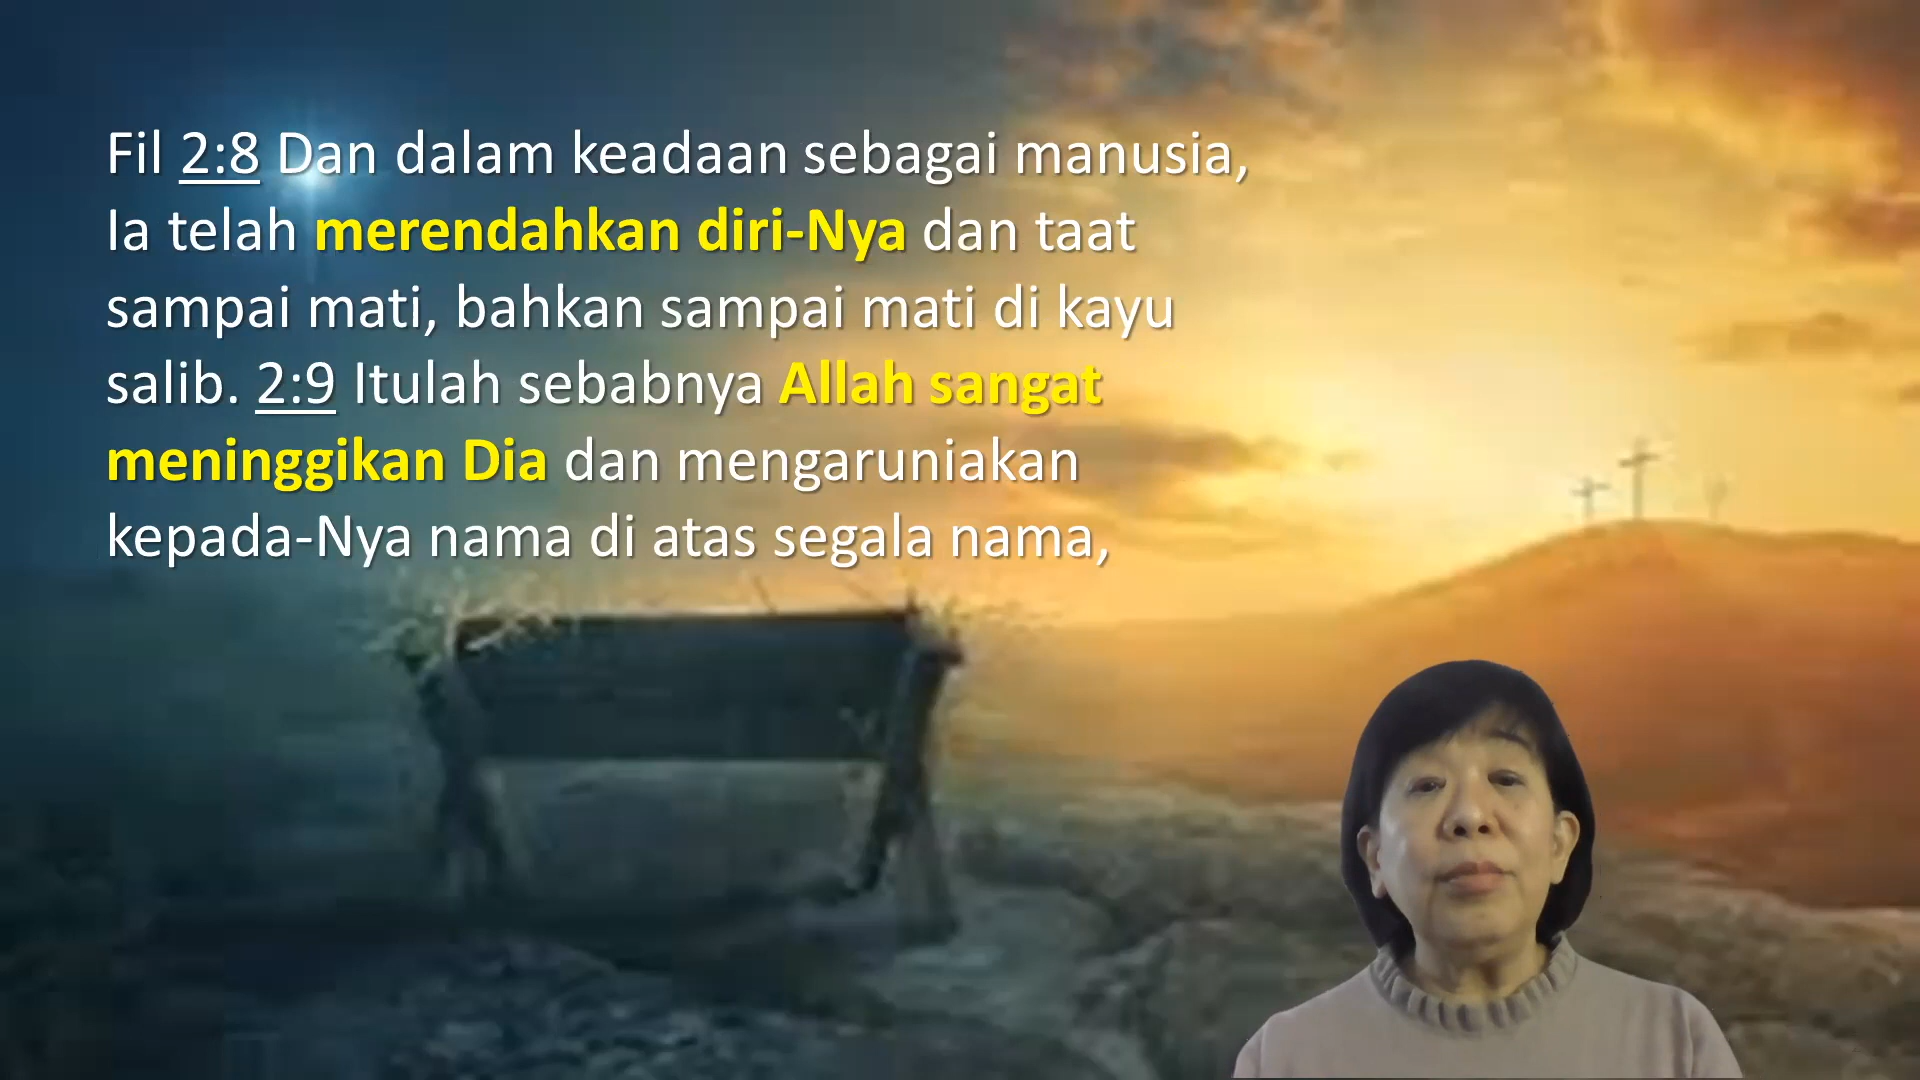 Fil 2:8 Dan dalam keadaan sebagai manusia,
Ia telah merendahkan diri-Nya dan taat
sampai mati, bahkan sampai mati di kayu
salib. 2:9 Itulah sebabnya Allah sangat
meninggikan Dia dan mengaruniakan
kepada-Nya nama di atas segala nama,